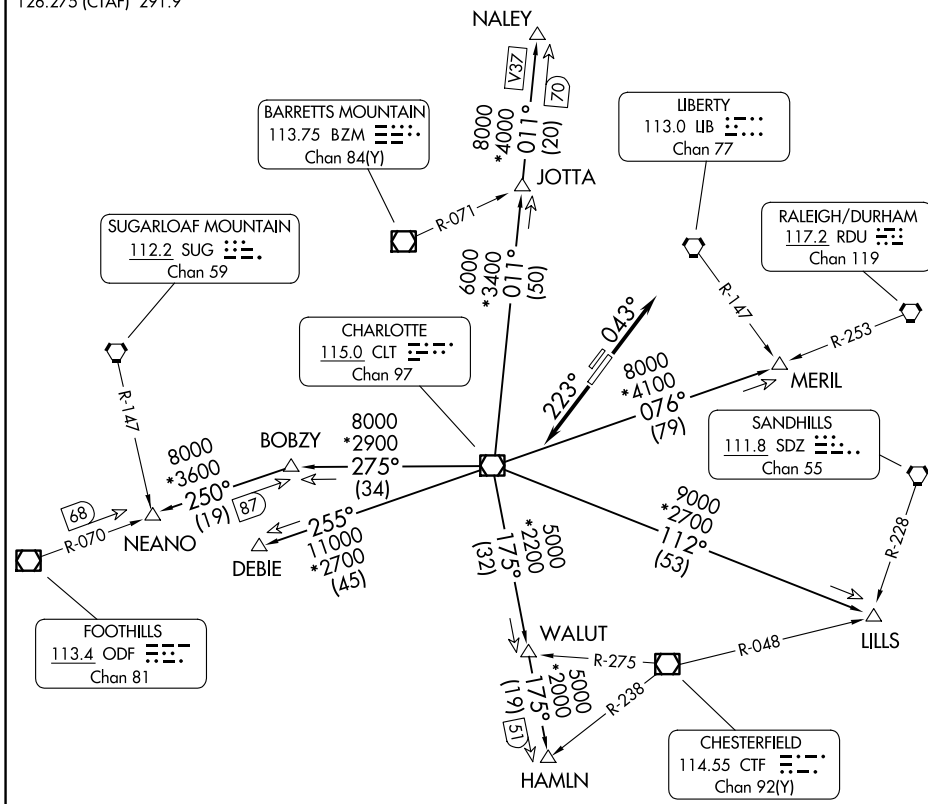 126.275 (CTAF) 291.9
NALEY
V37
70
8000
*4000
011°
(20)
BARRETTS MOUNTAIN
113.75 BZM
Chan 84(Y)
LIBERTY
113.0 LIB
Chan 77
JOTTA
R-071
SUGARLOAF MOUNTAIN
112.2 SUG
Chan 59
RALEIGH/DURHAM
117.2 RDU
Chan 119
6000
*3400
011°
(50)
R-147
R-253
CHARLOTTE
115.0 CLT
Chan 97
223°
043°
MERIL
8000
*4100
076°
(79)
R-147
SANDHILLS
111.8 SDZ
Chan 55
BOBZY
8000
*2900
275°
(34)
8000
*3600
250°
(19)
87
68
R-070
NEANO
255°
11000
*2700
(45)
DEBIE
5000
*2200
175°
(32)
9000
*2700
112°
(53)
R-228
LILLS
FOOTHILLS
113.4 ODF
Chan 81
WALUT
R-275
R-048
R-238
5000
*2000
175°
(19)
51
HAMLN
CHESTERFIELD
114.55 CTF
Chan 92(Y)